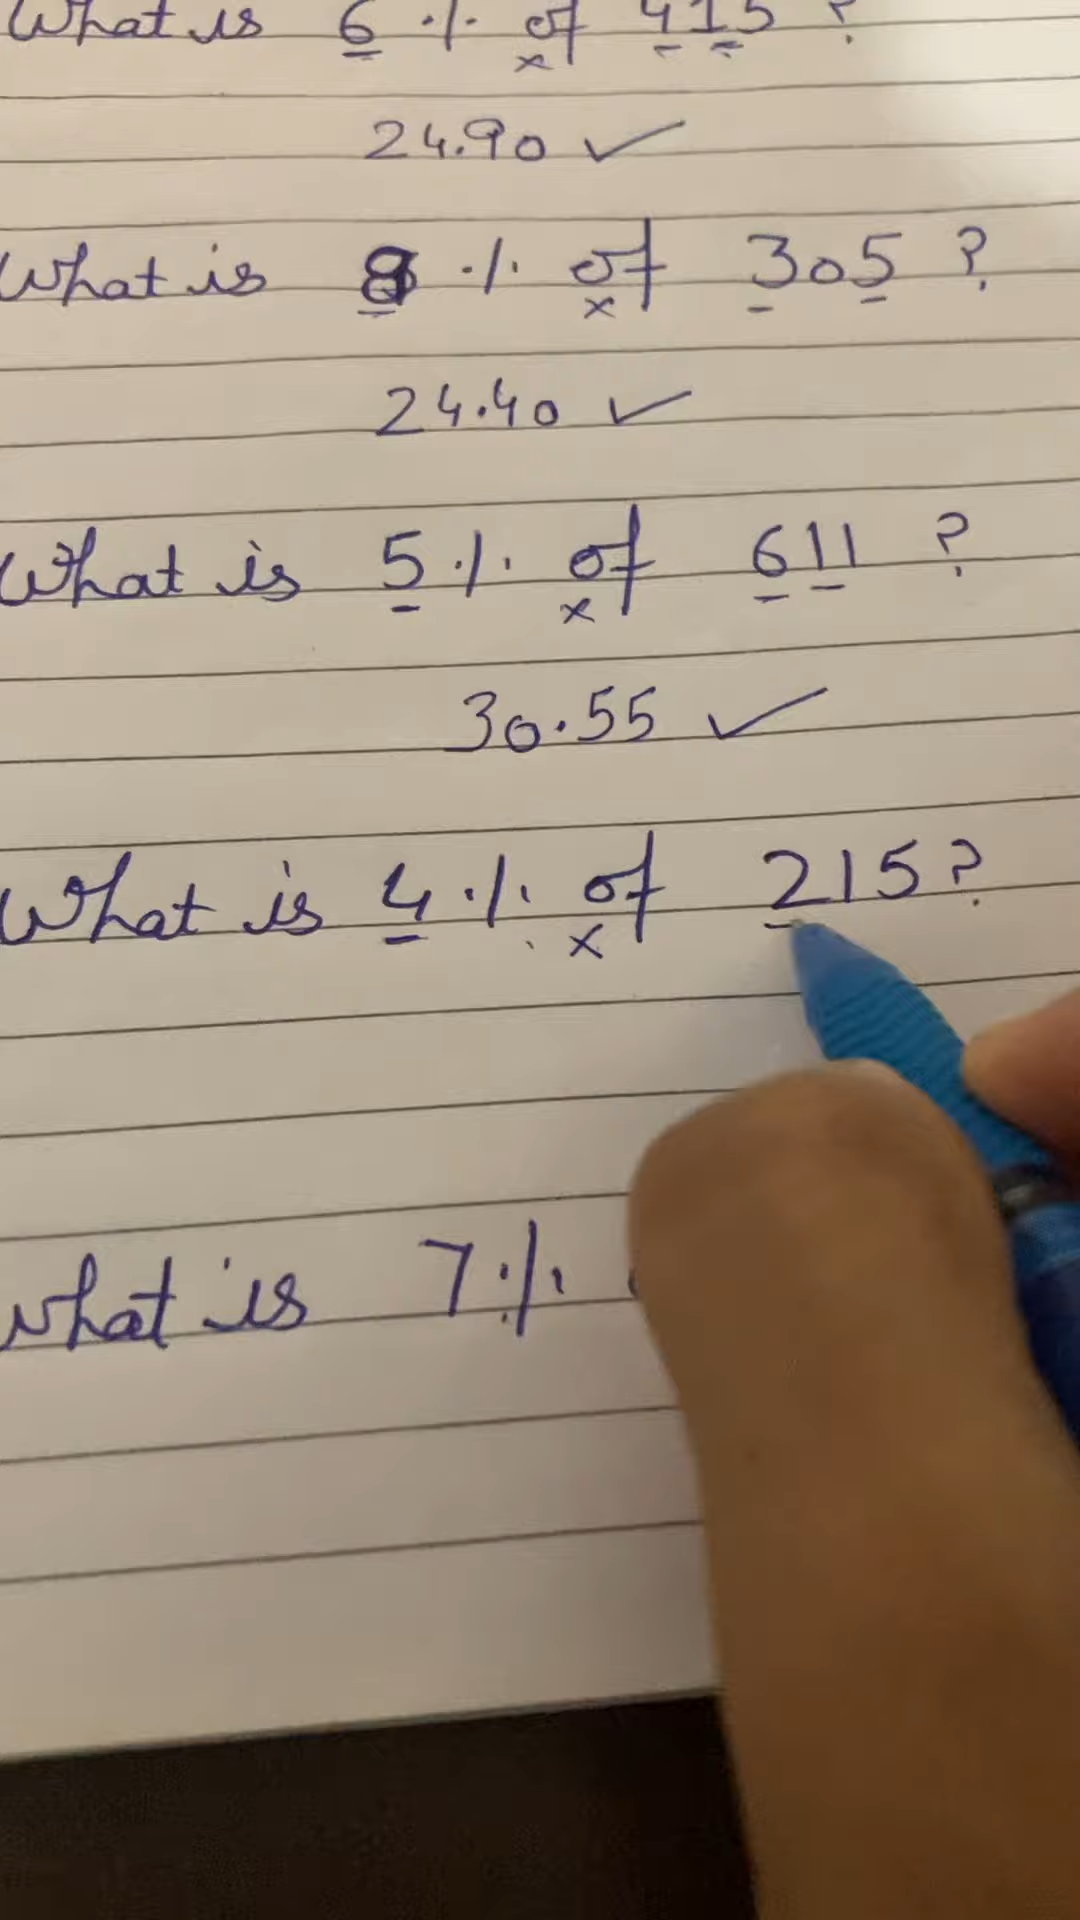 What is 6 % of 415 ?
x
24.90 ✓
What is 8 % of 305 ?
x
24.40 ✓
What is 5 % of 611 ?
x
30.55 ✓
What is 4 % of 215 ?
x
What is 7 %